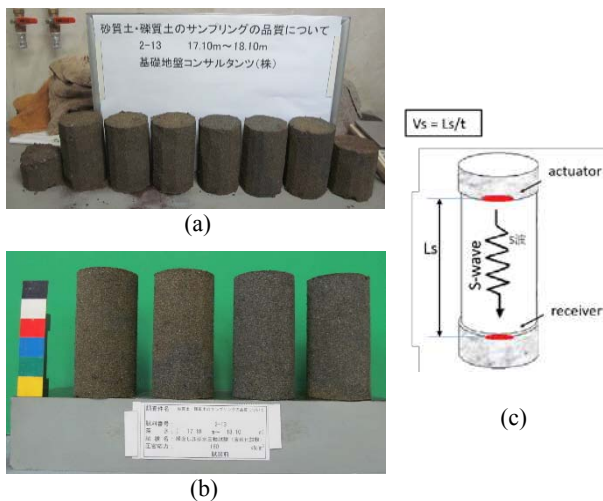 砂質土・礫質土のサンプリングの品質について
2-13 17.10m~18.10m
基礎地盤コンサルタンツ(株)
(a)
(b)
Vs = Ls/t
actuator
Ls
S-wave
S波
receiver
(c)